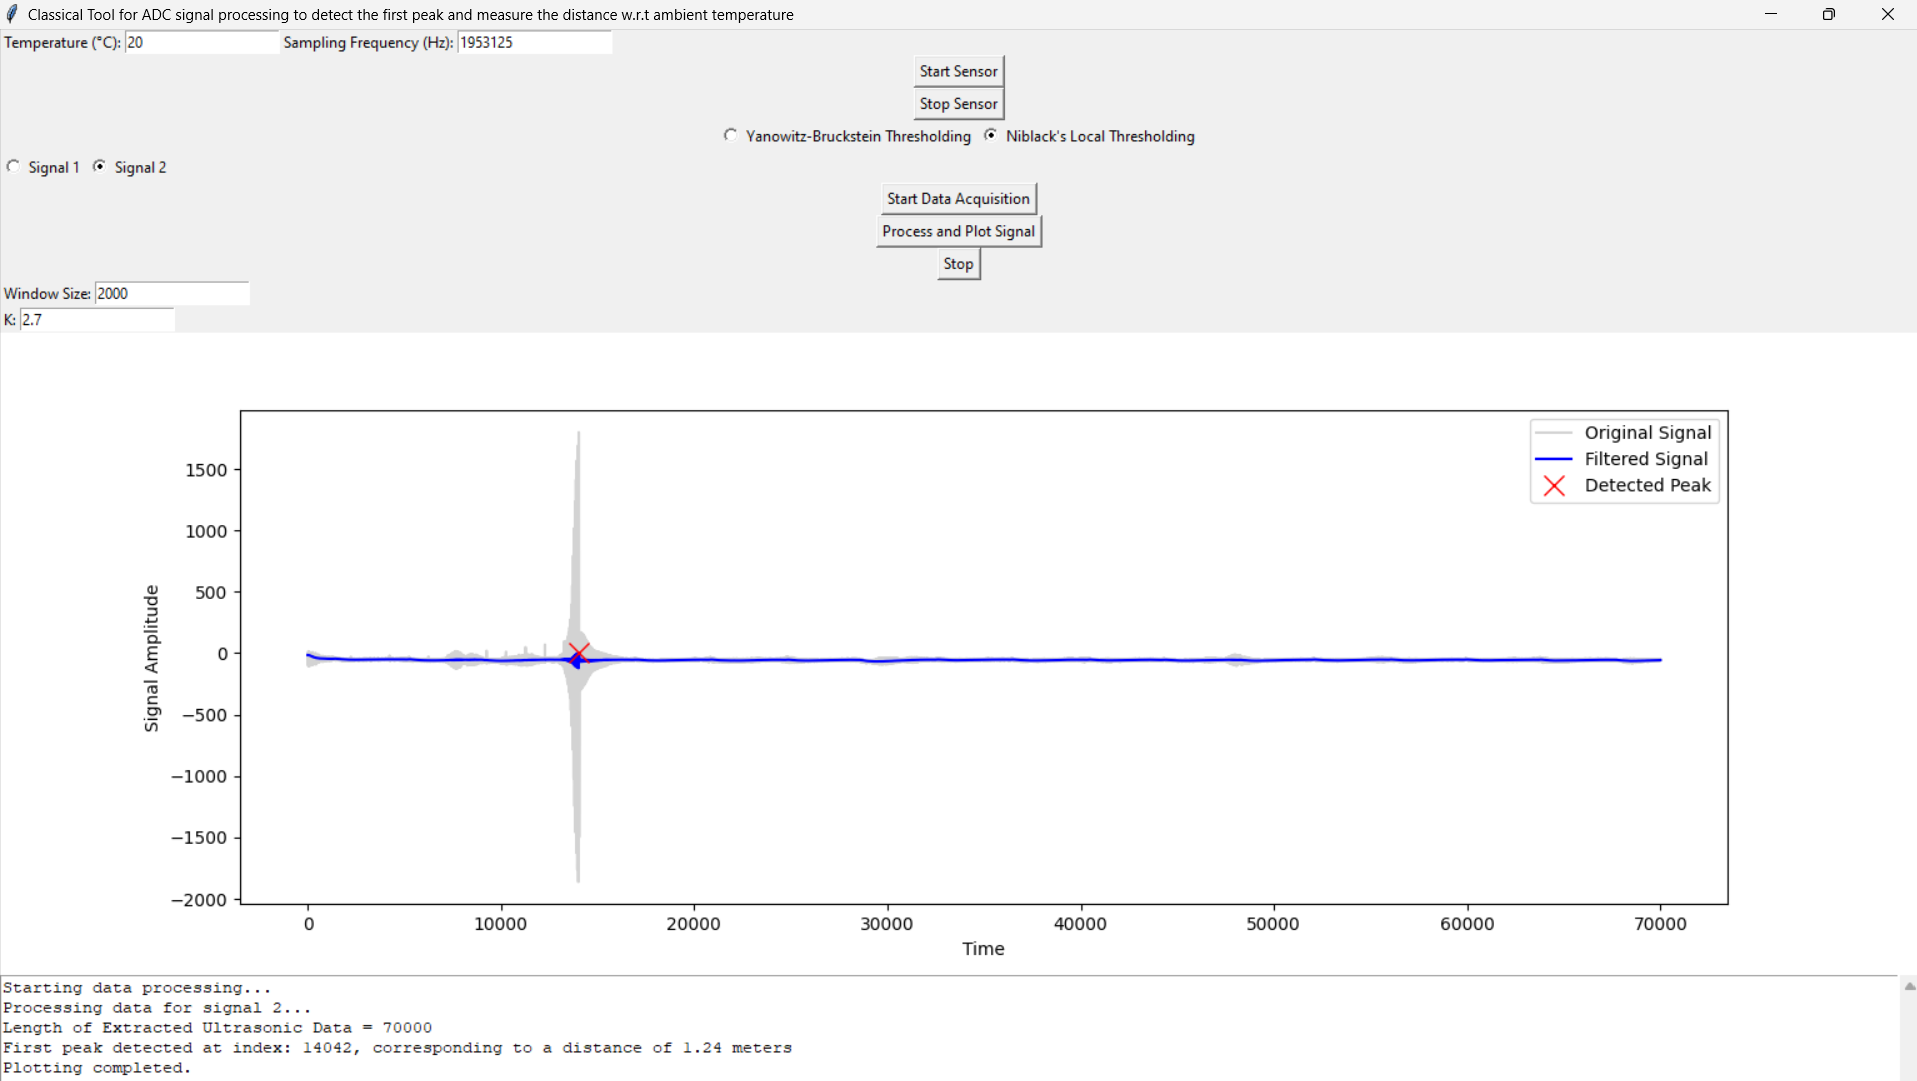 Classical Tool for ADC signal processing to detect the first peak and measure the distance w.r.t ambient temperature
Temperature (°C): 20 Sampling Frequency (Hz): 1953125
Start Sensor
Stop Sensor
Yanowitz-Bruckstein Thresholding Niblack's Local Thresholding
Signal 1 Signal 2
Start Data Acquisition
Process and Plot Signal
Stop
Window Size: 2000
K: 2.7
Original Signal
Filtered Signal
Detected Peak
1500
1000
500
0
−500
−1000
−1500
−2000
Signal Amplitude
0 10000 20000 30000 40000 50000 60000 70000
Time
Starting data processing...
Processing data for signal 2...
Length of Extracted Ultrasonic Data = 70000
First peak detected at index: 14042, corresponding to a distance of 1.24 meters
Plotting completed.